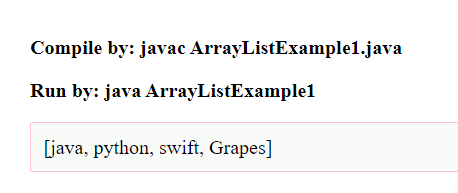 Compile by: javac ArrayListExample1.java
Run by: java ArrayListExample1
[java, python, swift, Grapes]